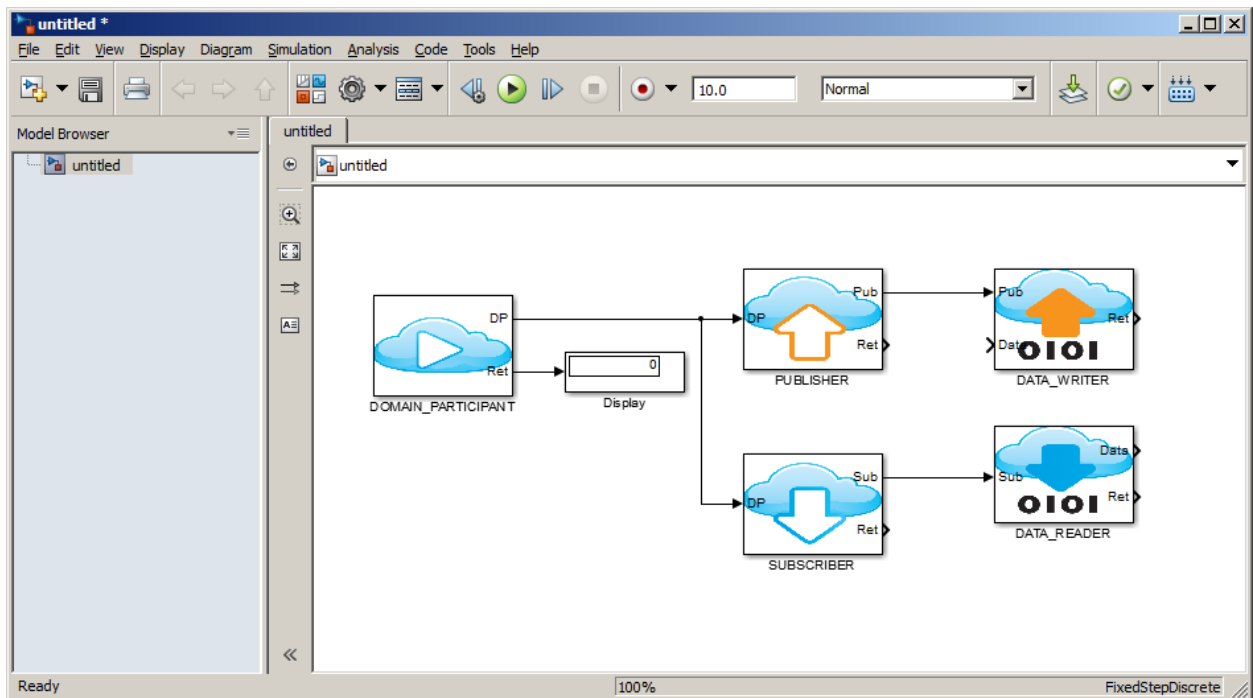 untitled *
File Edit View Display Diagram Simulation Analysis Code Tools Help
10.0 Normal
Model Browser
untitled
untitled
untitled
DP
Ret
DOMAIN_PARTICIPANT
0
Display
DP
Pub
Ret
PUBLISHER
Pub
Data
Ret
OIOI
DATA_WRITER
DP
Sub
Ret
SUBSCRIBER
Sub
Data
Ret
OIOI
DATA_READER
Ready 100% FixedStepDiscrete